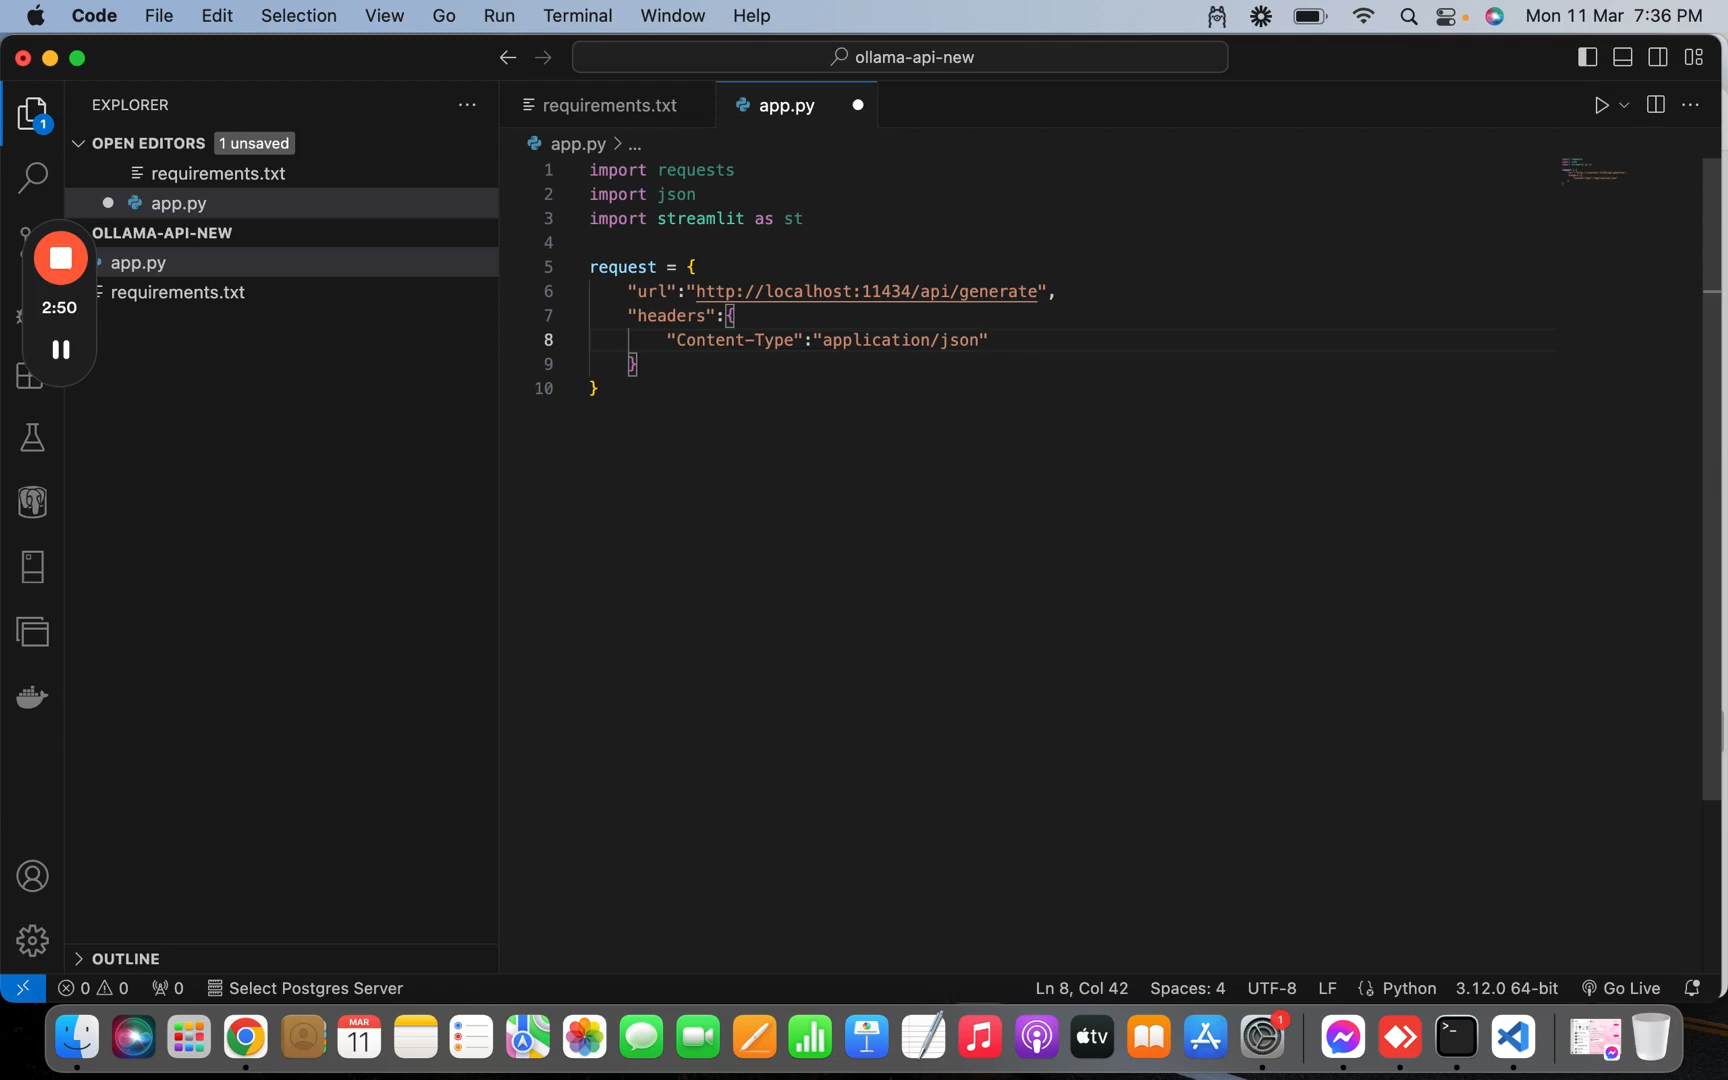 Code File Edit Selection View Go Run Terminal Window Help Mon 11 Mar 7:36 PM
ollama-api-new
EXPLORER
requirements.txt app.py
OPEN EDITORS 1 unsaved
requirements.txt
app.py
OLLAMA-API-NEW
app.py
requirements.txt
1
2:50
app.py > ...
1 import requests
2 import json
3 import streamlit as st
4
5 request = {
6 "url":"http://localhost:11434/api/generate",
7 "headers":{
8 "Content-Type":"application/json"
9 }
10 }
OUTLINE
0 0 0 Select Postgres Server Ln 8, Col 42 Spaces: 4 UTF-8 LF {} Python 3.12.0 64-bit Go Live
MAR
11
tv
1
>_